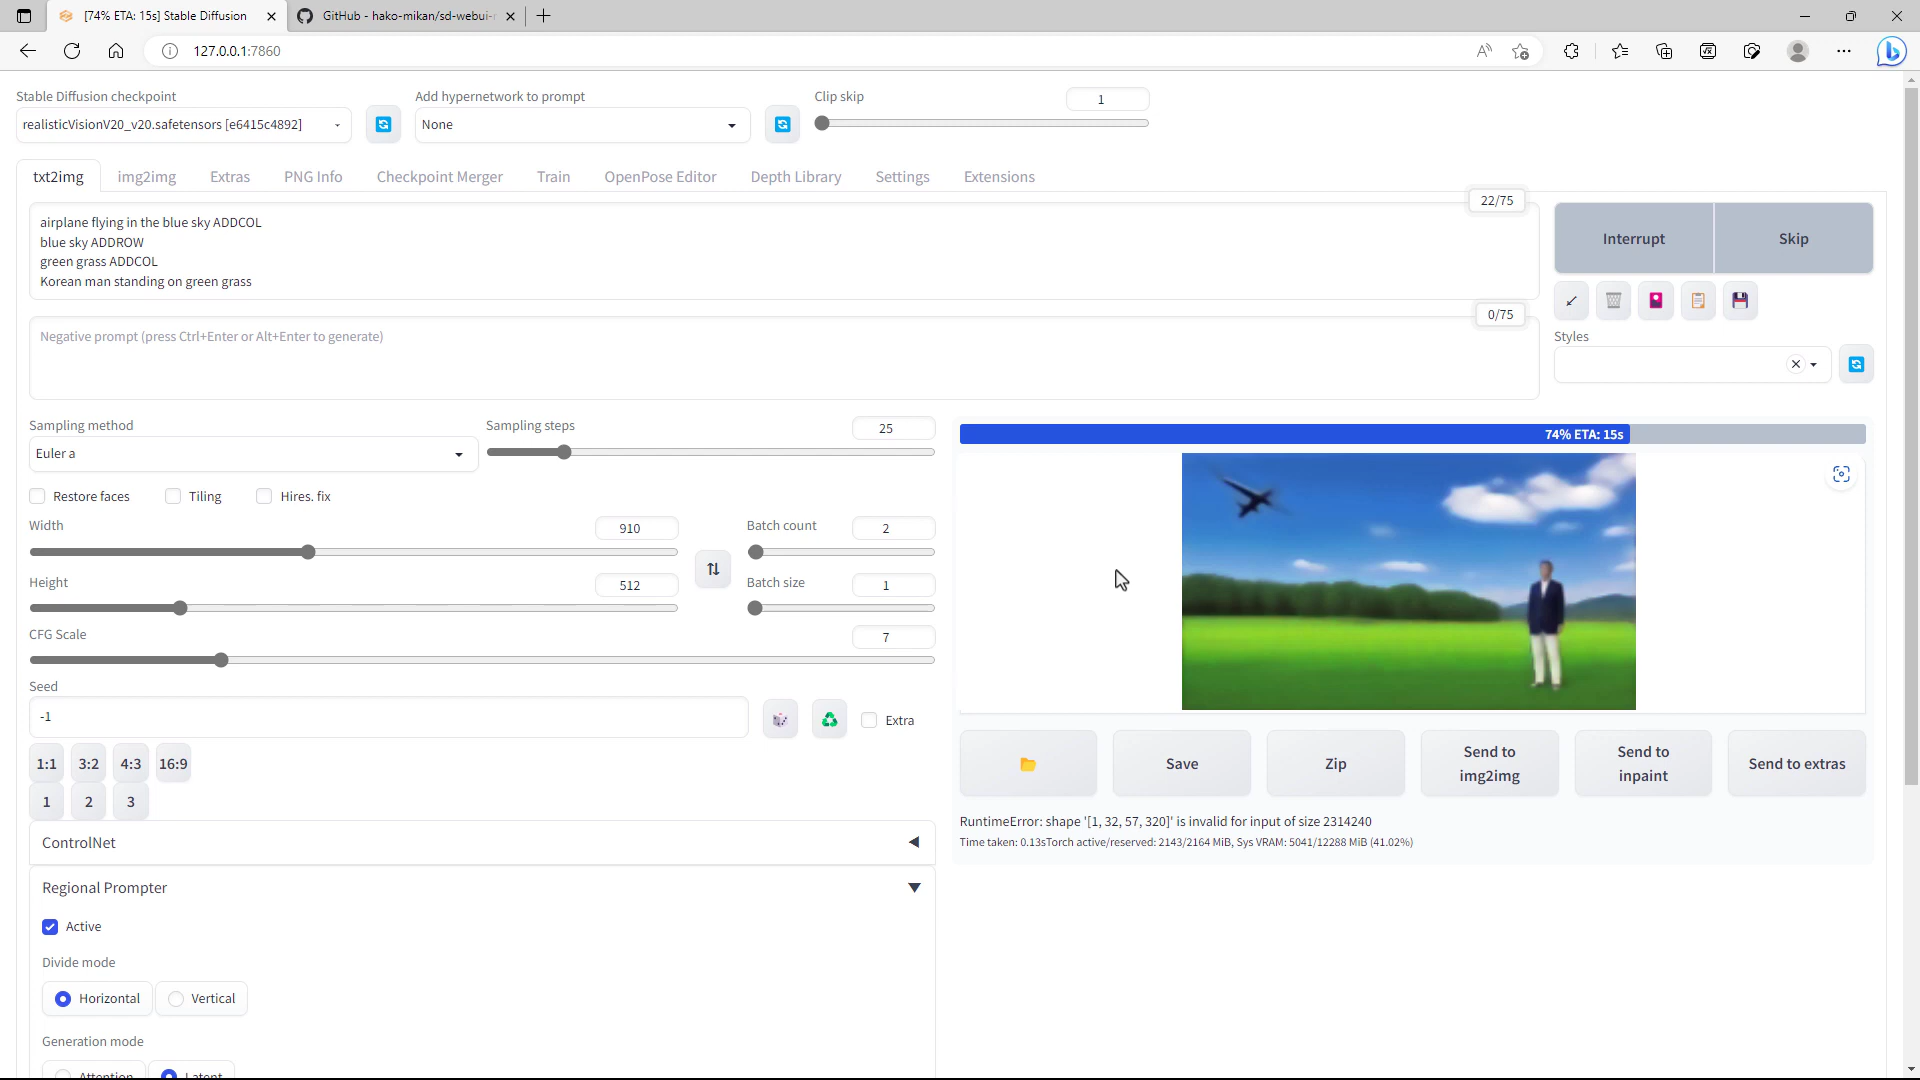 [74% ETA: 15s] Stable Diffusion
GitHub - hako-mikan/sd-webui-r
127.0.0.1:7860
Stable Diffusion checkpoint
realisticVisionV20_v20.safetensors [e6415c4892]
Add hypernetwork to prompt
None
Clip skip
1
txt2img
img2img
Extras
PNG Info
Checkpoint Merger
Train
OpenPose Editor
Depth Library
Settings
Extensions
22/75
airplane flying in the blue sky ADDCOL
blue sky ADDROW
green grass ADDCOL
Korean man standing on green grass
Interrupt
Skip
0/75
Negative prompt (press Ctrl+Enter or Alt+Enter to generate)
Styles
Sampling method
Euler a
Sampling steps
25
74% ETA: 15s
Restore faces
Tiling
Hires. fix
Width
910
Batch count
2
Height
512
Batch size
1
CFG Scale
7
Seed
-1
Extra
1:1
3:2
4:3
16:9
1
2
3
Save
Zip
Send to
img2img
Send to
inpaint
Send to extras
RuntimeError: shape '[1, 32, 57, 320]' is invalid for input of size 2314240
Time taken: 0.13sTorch active/reserved: 2143/2164 MiB, Sys VRAM: 5041/12288 MiB (41.02%)
ControlNet
Regional Prompter
Active
Divide mode
Horizontal
Vertical
Generation mode
Attention
Latent